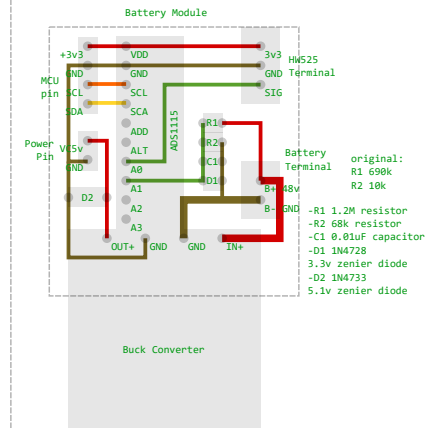 Battery Module
+3v3
VDD
3v3
HW525
Terminal
GND
GND
GND
MCU
pin
SCL
SCL
SIG
SDA
SCA
ADS1115
ADD
R1
Power
Pin
VC5v
ALT
R2
Battery
Terminal
GND
A0
C1
A1
D1
B+ 48v
D2
A2
B- GND
A3
OUT+
GND
GND
IN+
Buck Converter
original:
R1 690k
R2 10k
-R1 1.2M resistor
-R2 68k resistor
-C1 0.01uF capacitor
-D1 1N4728
3.3v zenier diode
-D2 1N4733
5.1v zenier diode